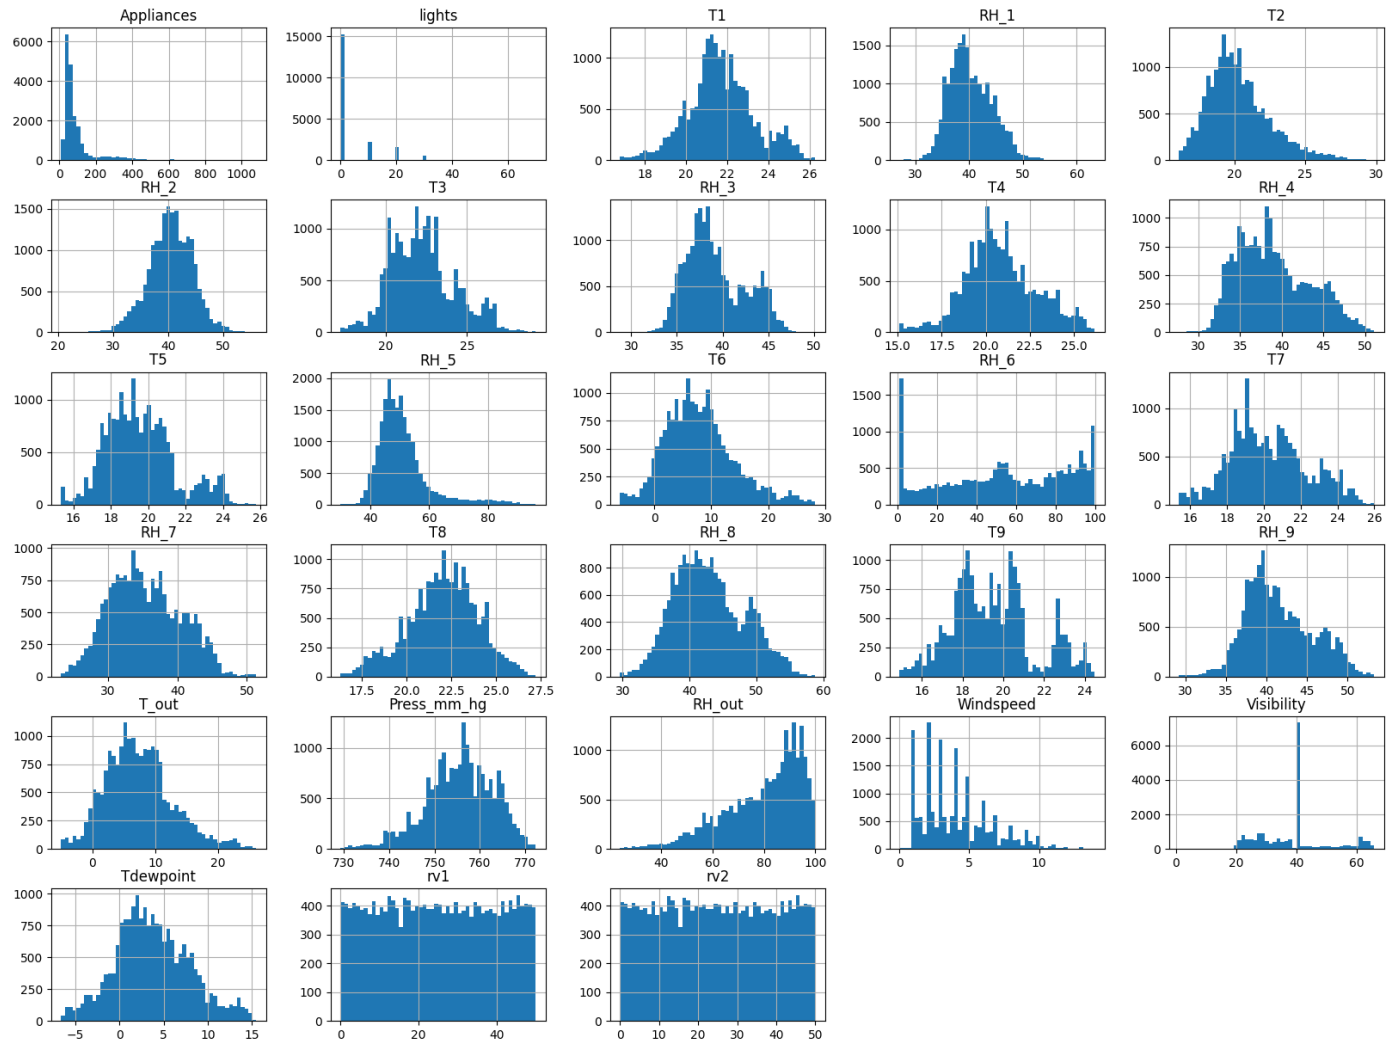 Appliances lights T1 RH_1 T2
6000 4000 2000 0
0 200 400 600 800 1000
15000 10000 5000 0
0 20 40 60
1000 500 0
18 20 22 24 26
1500 1000 500 0
30 40 50 60
1000 500 0
20 25 30
RH_2 T3 RH_3 T4 RH_4
1500 1000 500 0
20 30 40 50
1000 500 0
20 25
1000 500 0
30 35 40 45 50
1000 500 0
15.0 17.5 20.0 22.5 25.0
1000 750 500 250 0
30 35 40 45 50
T5 RH_5 T6 RH_6 T7
1000 500 0
16 18 20 22 24 26
2000 1500 1000 500 0
40 60 80
1000 750 500 250 0
0 10 20 30
1500 1000 500 0
0 20 40 60 80 100
1000 500 0
16 18 20 22 24 26
RH_7 T8 RH_8 T9 RH_9
1000 750 500 250 0
30 40 50
1000 750 500 250 0
17.5 20.0 22.5 25.0 27.5
800 600 400 200 0
30 40 50 60
1000 750 500 250 0
16 18 20 22 24
1000 500 0
30 35 40 45 50
T_out Press_mm_hg RH_out Windspeed Visibility
1000 750 500 250 0
0 10 20
1000 500 0
730 740 750 760 770
1000 500 0
40 60 80 100
2000 1500 1000 500 0
0 5 10
6000 4000 2000 0
0 20 40 60
Tdewpoint rv1 rv2
1000 750 500 250 0
-5 0 5 10 15
400 300 200 100 0
0 20 40
400 300 200 100 0
0 10 20 30 40 50